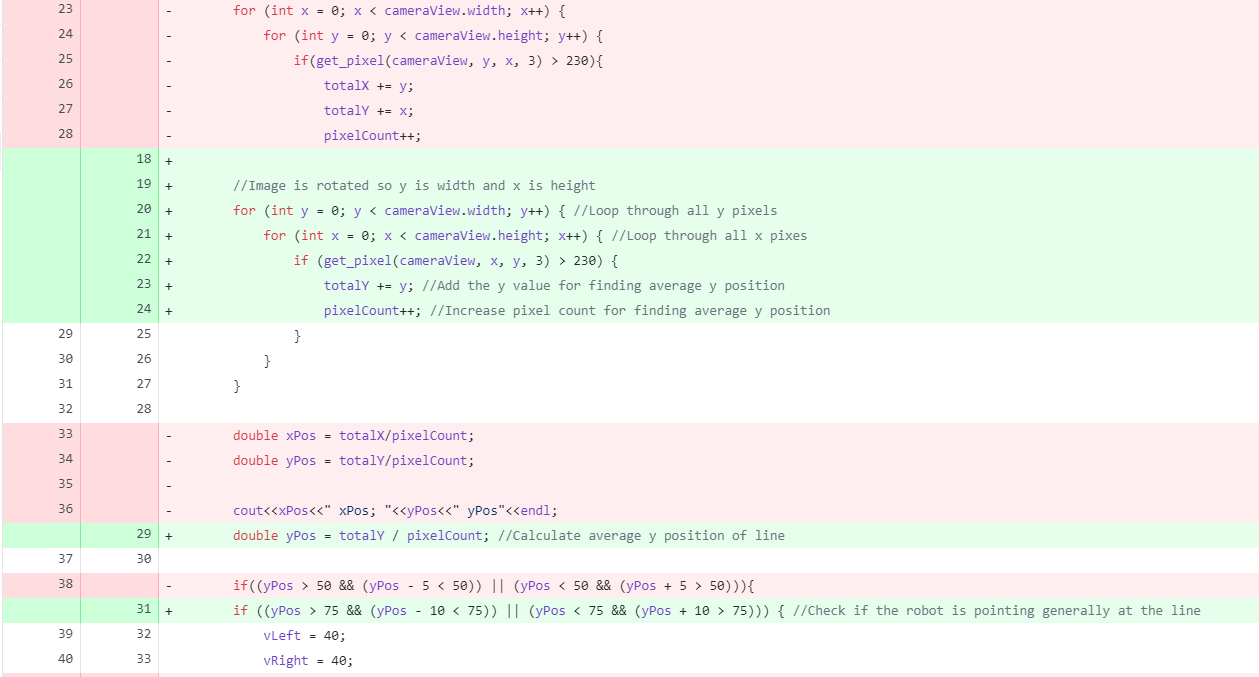 23 - for (int x = 0; x < cameraView.width; x++) {
24 - for (int y = 0; y < cameraView.height; y++) {
25 - if(get_pixel(cameraView, y, x, 3) > 230){
26 - totalX += y;
27 - totalY += x;
28 - pixelCount++;
18 +
19 + //Image is rotated so y is width and x is height
20 + for (int y = 0; y < cameraView.width; y++) { //Loop through all y pixels
21 + for (int x = 0; x < cameraView.height; x++) { //Loop through all x pixes
22 + if (get_pixel(cameraView, x, y, 3) > 230) {
23 + totalY += y; //Add the y value for finding average y position
24 + pixelCount++; //Increase pixel count for finding average y position
29 25 }
30 26 }
31 27 }
32 28
33 - double xPos = totalX/pixelCount;
34 - double yPos = totalY/pixelCount;
35 -
36 - cout<<xPos<<" xPos; "<<yPos<<" yPos"<<endl;
29 + double yPos = totalY / pixelCount; //Calculate average y position of line
37 30
38 - if((yPos > 50 && (yPos - 5 < 50)) || (yPos < 50 && (yPos + 5 > 50))){
31 + if ((yPos > 75 && (yPos - 10 < 75)) || (yPos < 75 && (yPos + 10 > 75))) { //Check if the robot is pointing generally at the line
39 32 vLeft = 40;
40 33 vRight = 40;